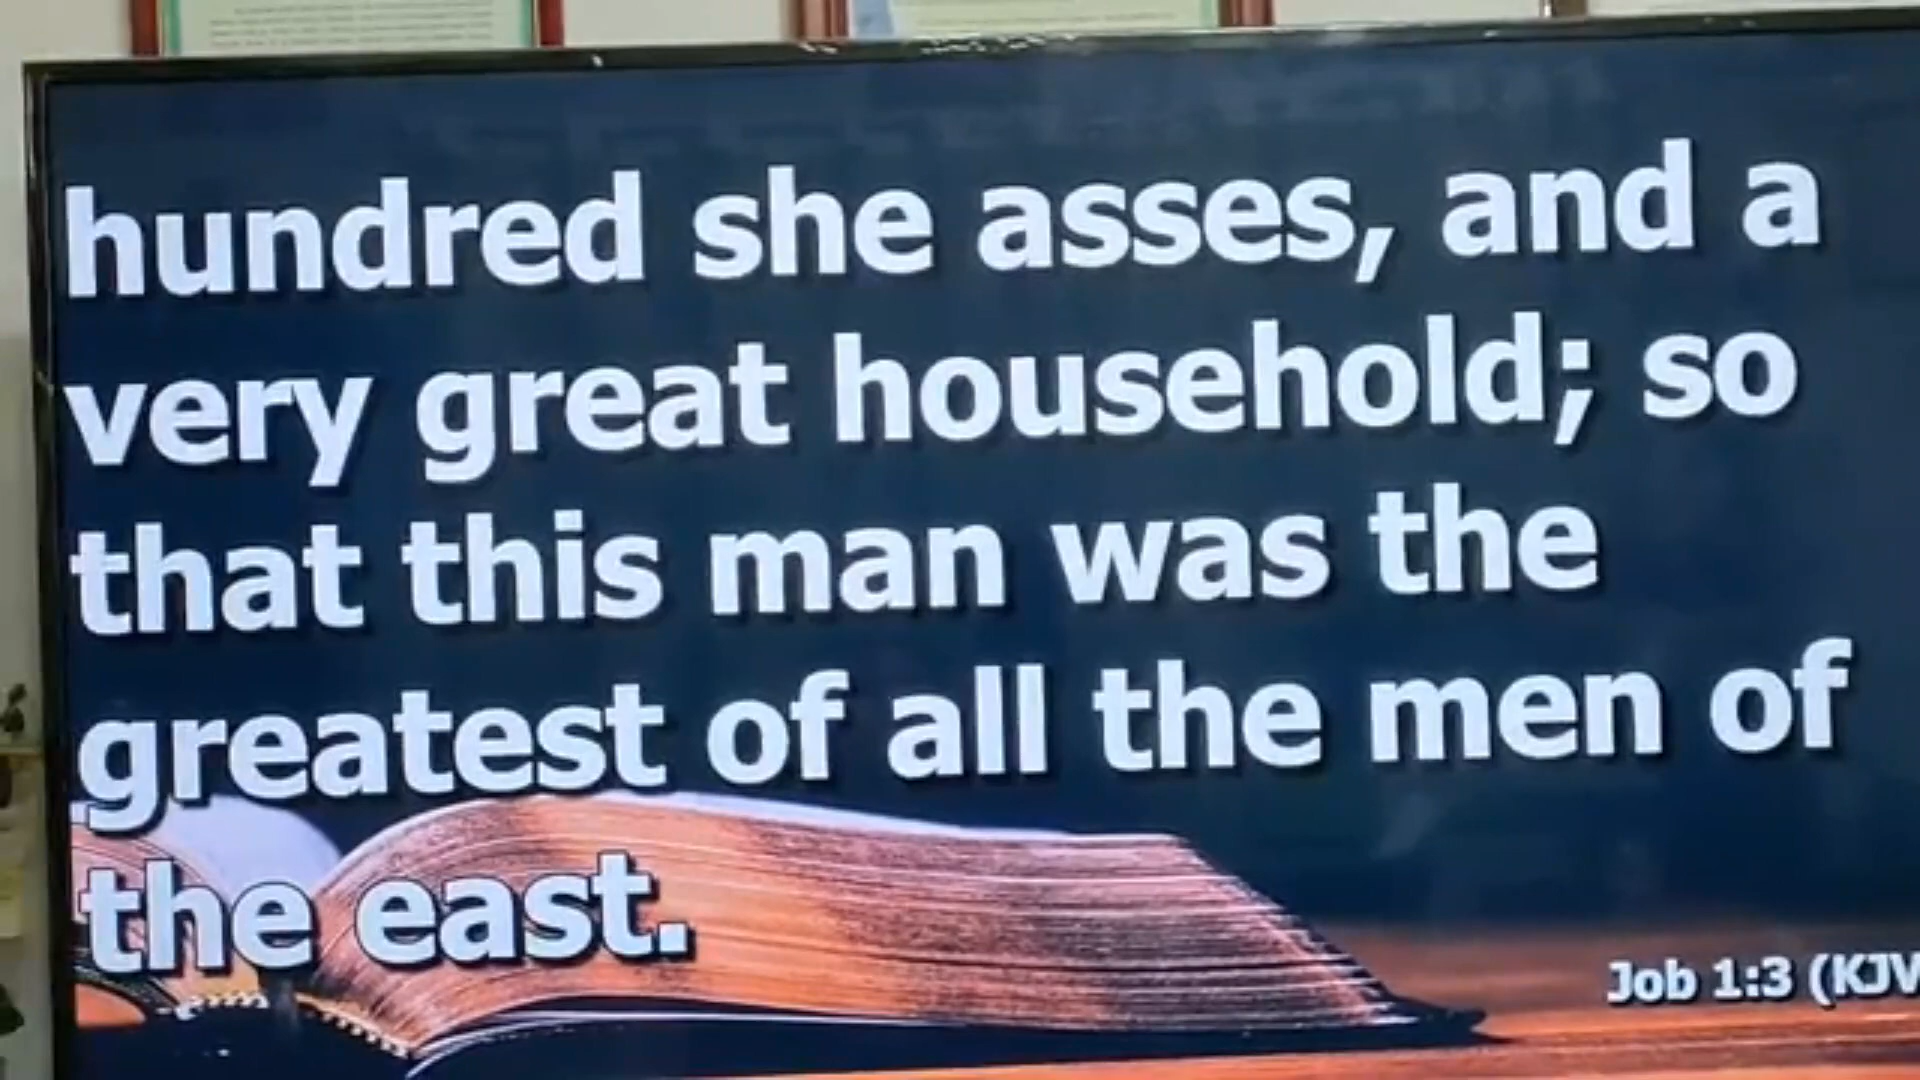 hundred she asses, and a
very great household; so
that this man was the
greatest of all the men of
the east.
Job 1:3 (KJV